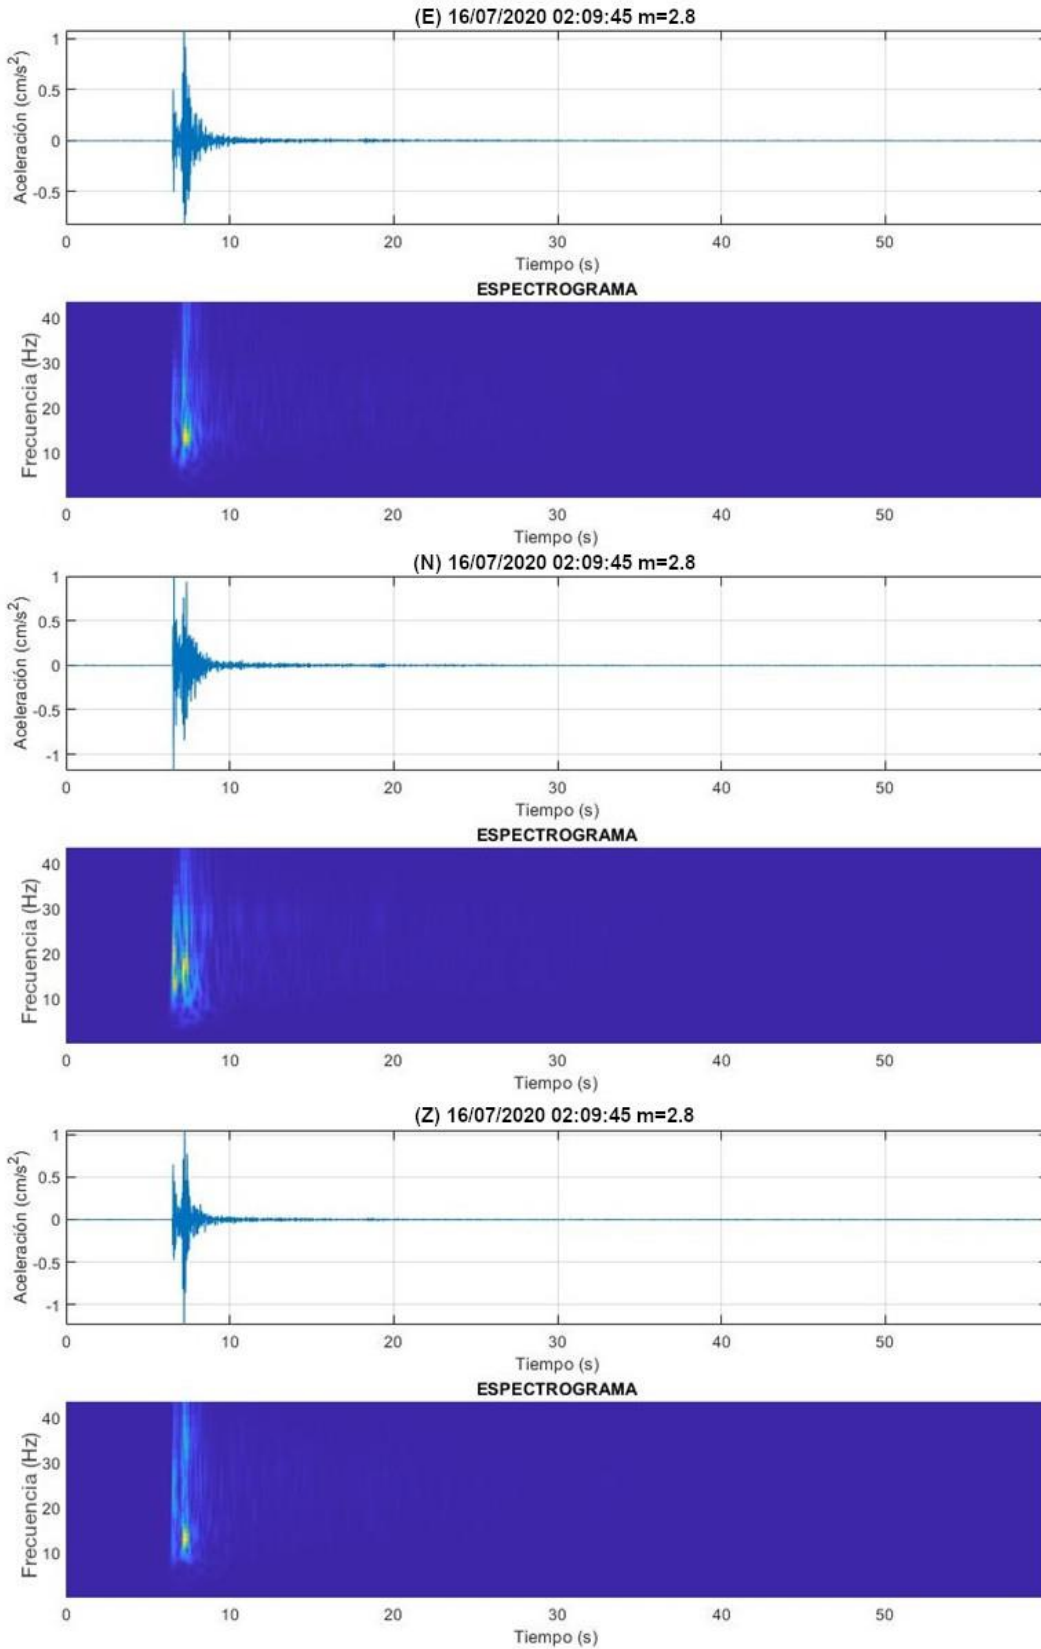 (E) 16/07/2020 02:09:45 m=2.8
Aceleración (cm/s²)
1
0.5
0
-0.5
0 10 20 30 40 50
Tiempo (s)
ESPECTROGRAMA
Frecuencia (Hz)
40
30
20
10
0 10 20 30 40 50
Tiempo (s)
(N) 16/07/2020 02:09:45 m=2.8
Aceleración (cm/s²)
1
0.5
0
-0.5
-1
0 10 20 30 40 50
Tiempo (s)
ESPECTROGRAMA
Frecuencia (Hz)
40
30
20
10
0 10 20 30 40 50
Tiempo (s)
(Z) 16/07/2020 02:09:45 m=2.8
Aceleración (cm/s²)
1
0.5
0
-0.5
-1
0 10 20 30 40 50
Tiempo (s)
ESPECTROGRAMA
Frecuencia (Hz)
40
30
20
10
0 10 20 30 40 50
Tiempo (s)